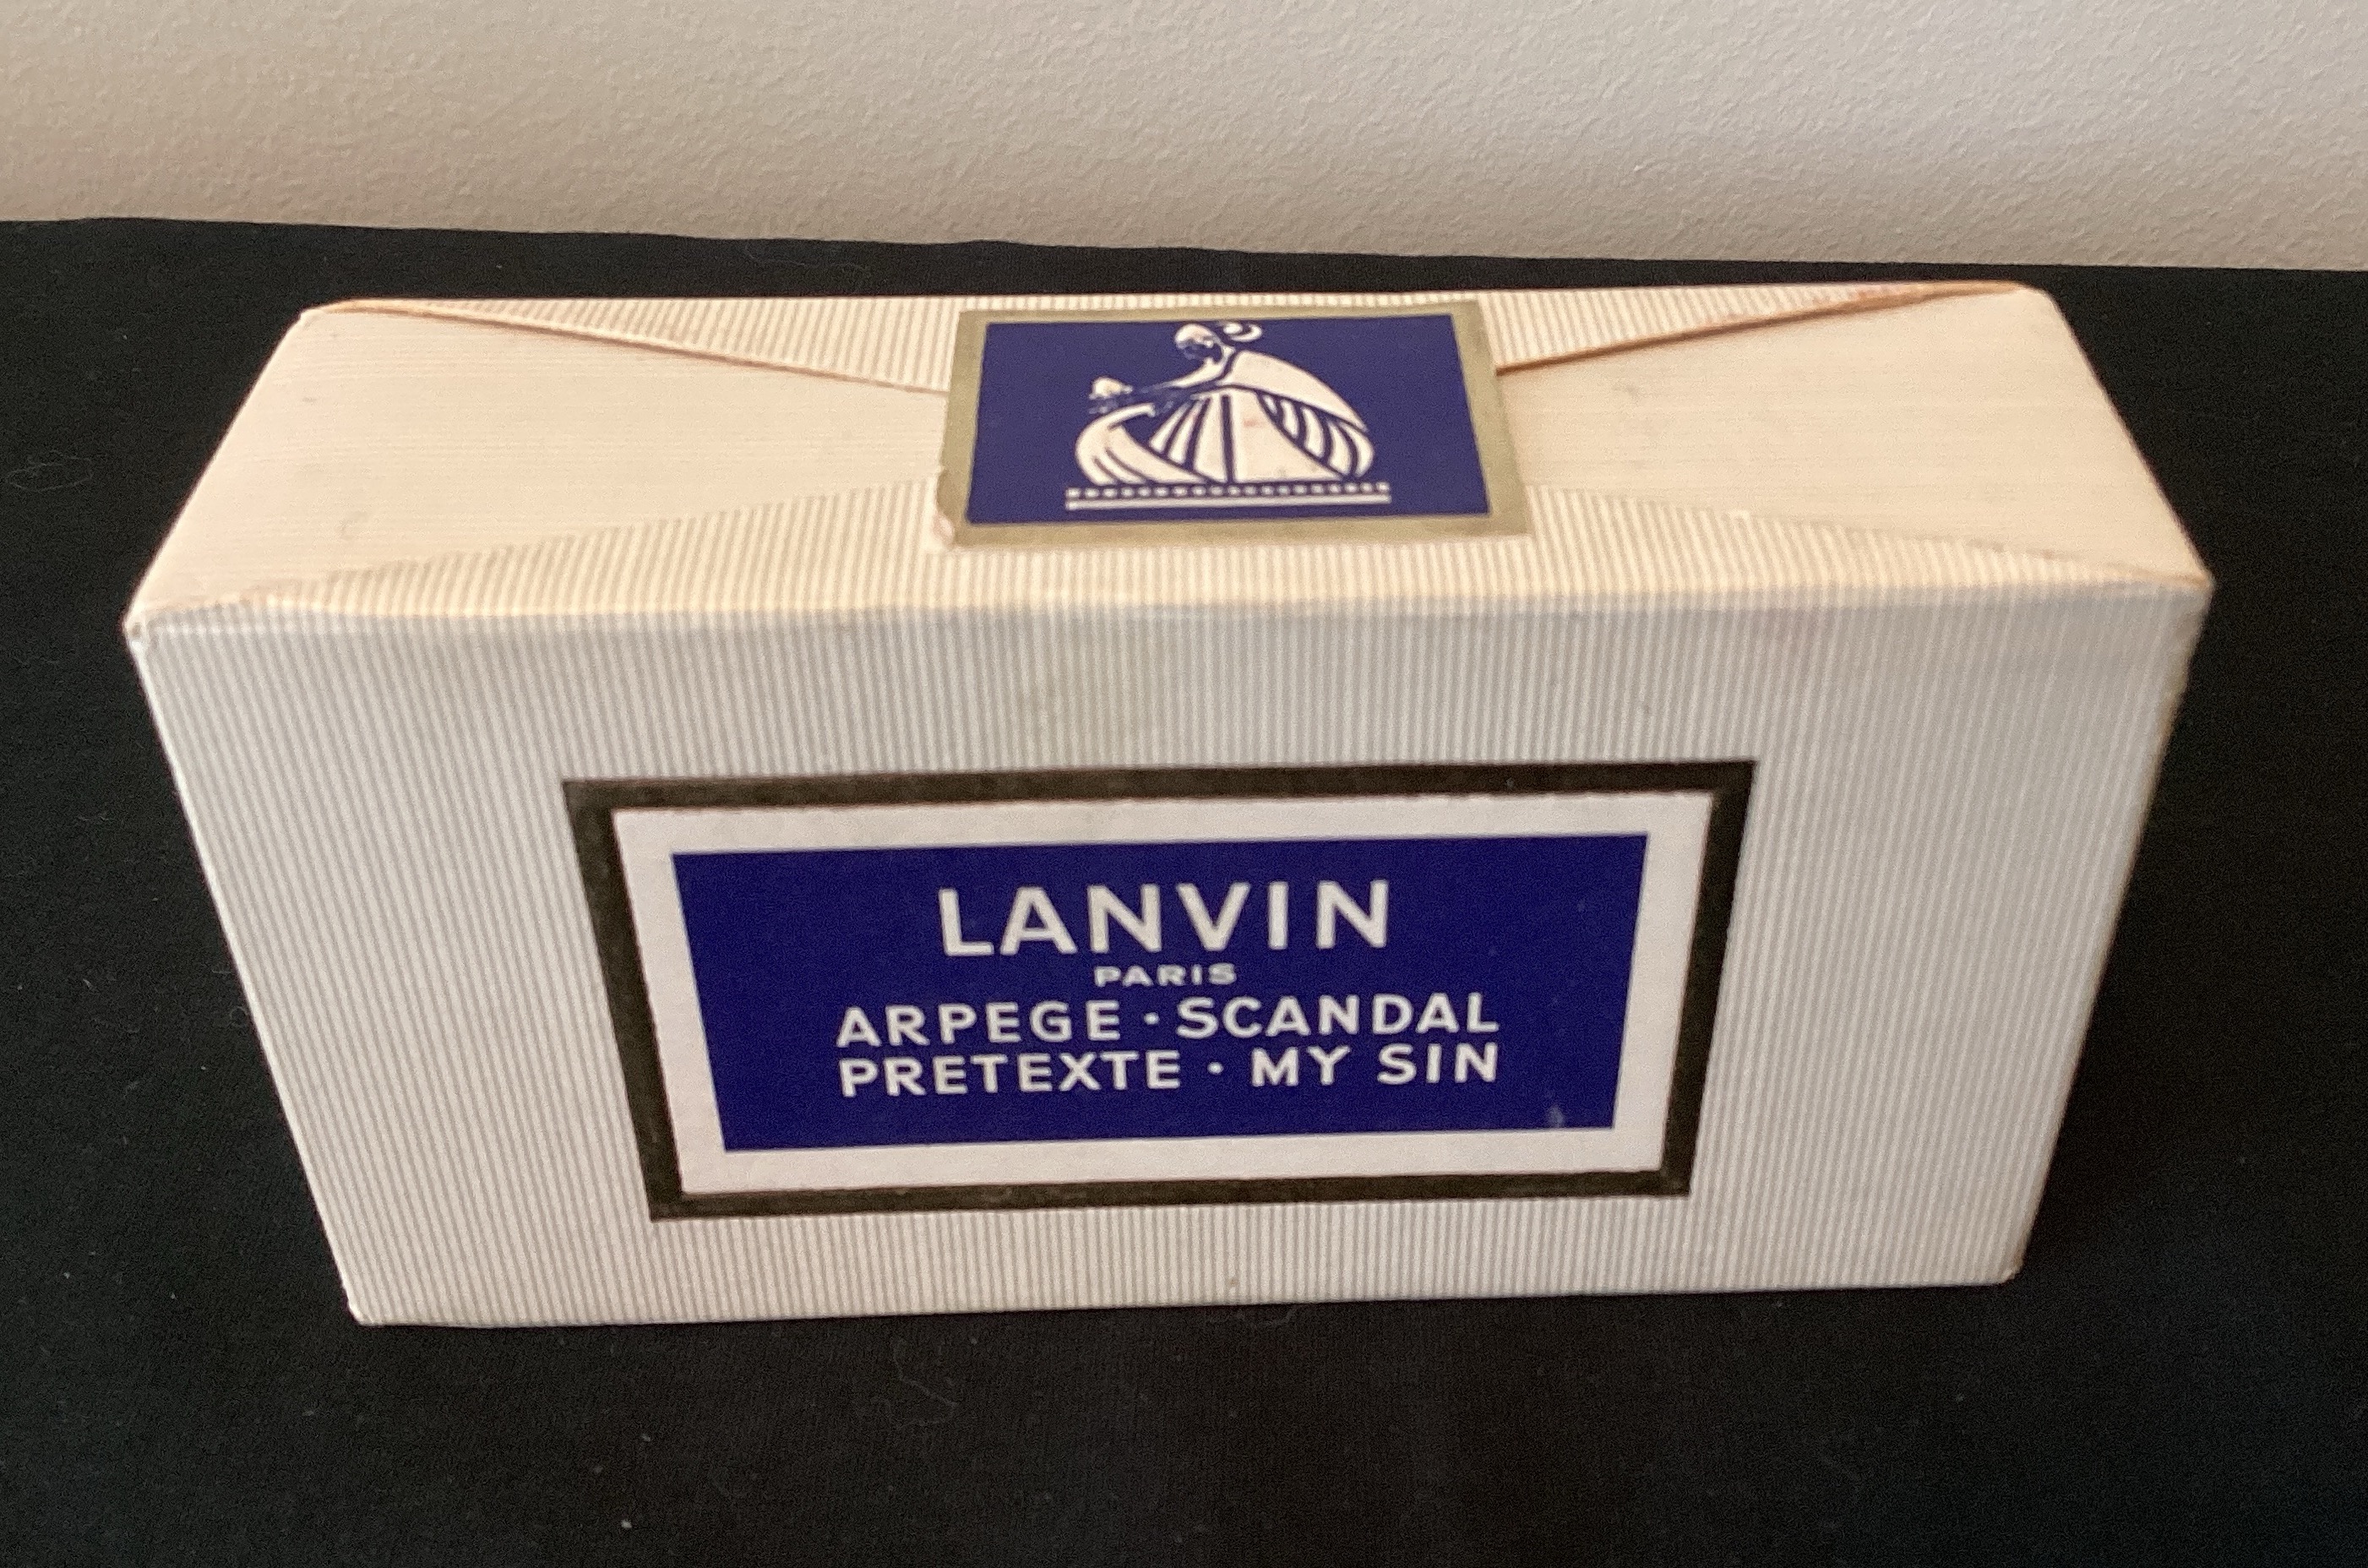 LANVIN
PARIS
ARPEGE · SCANDAL
PRETEXTE · MY SIN